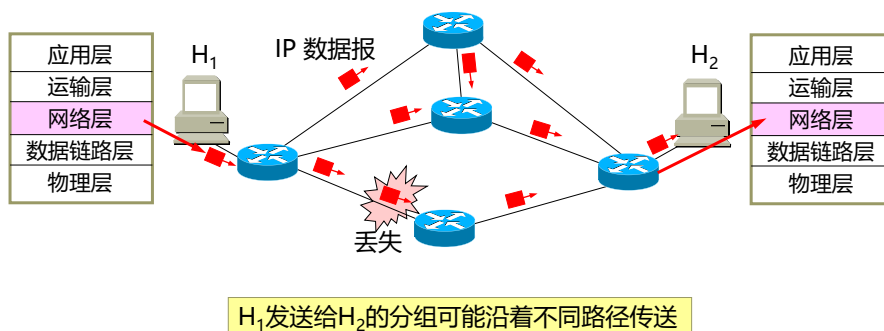 应用层
运输层
网络层
数据链路层
物理层
H₁
IP 数据报
丢失
H₂
应用层
运输层
网络层
数据链路层
物理层
H₁发送给H₂的分组可能沿着不同路径传送